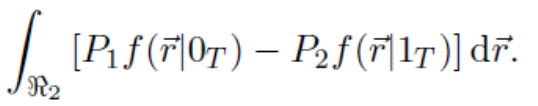 ∫_{ℜ₂} [P₁f(r⃗|0_T) − P₂f(r⃗|1_T)] dr⃗.